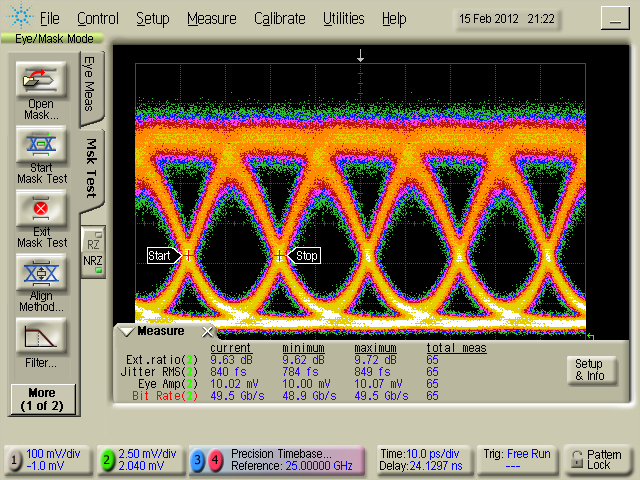 File Control Setup Measure Calibrate Utilities Help 15 Feb 2012 21:22
Eye/Mask Mode
Eye Meas
Msk Test
Open
Mask...
Start
Mask Test
Exit
Mask Test
RZ
NRZ
Align
Method...
Filter...
More
(1 of 2)
Start
Stop
Measure
current minimum maximum total meas
Ext.ratio(2) 9.63 dB 9.62 dB 9.72 dB 65
Jitter RMS(2) 840 fs 784 fs 849 fs 65
Eye Amp(2) 10.02 mV 10.00 mV 10.07 mV 65
Bit Rate(2) 49.5 Gb/s 48.9 Gb/s 49.5 Gb/s 65
Setup
& Info
1 100 mV/div
-1.0 mV
2 2.50 mV/div
2.040 mV
3 4 Precision Timebase...
Reference: 25.00000 GHz
Time:10.0 ps/div
Delay:24.1297 ns
Trig: Free Run
---
Pattern
Lock